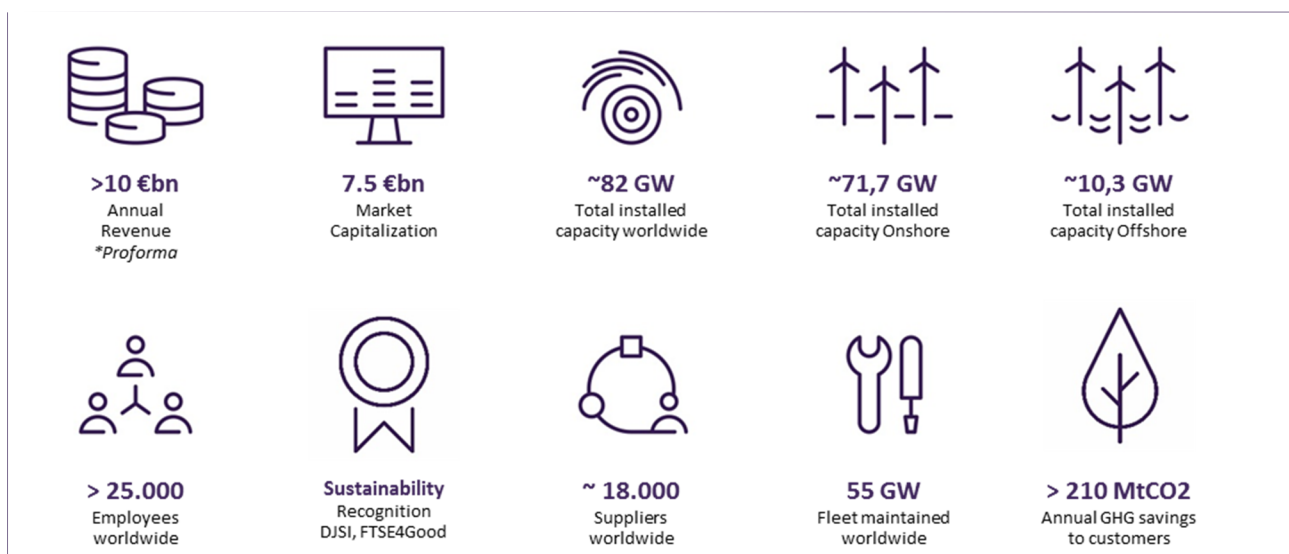 >10 €bn
Annual
Revenue
*Proforma
7.5 €bn
Market
Capitalization
~82 GW
Total installed
capacity worldwide
~71,7 GW
Total installed
capacity Onshore
~10,3 GW
Total installed
capacity Offshore
> 25.000
Employees
worldwide
Sustainability
Recognition
DJSI, FTSE4Good
~ 18.000
Suppliers
worldwide
55 GW
Fleet maintained
worldwide
> 210 MtCO2
Annual GHG savings
to customers